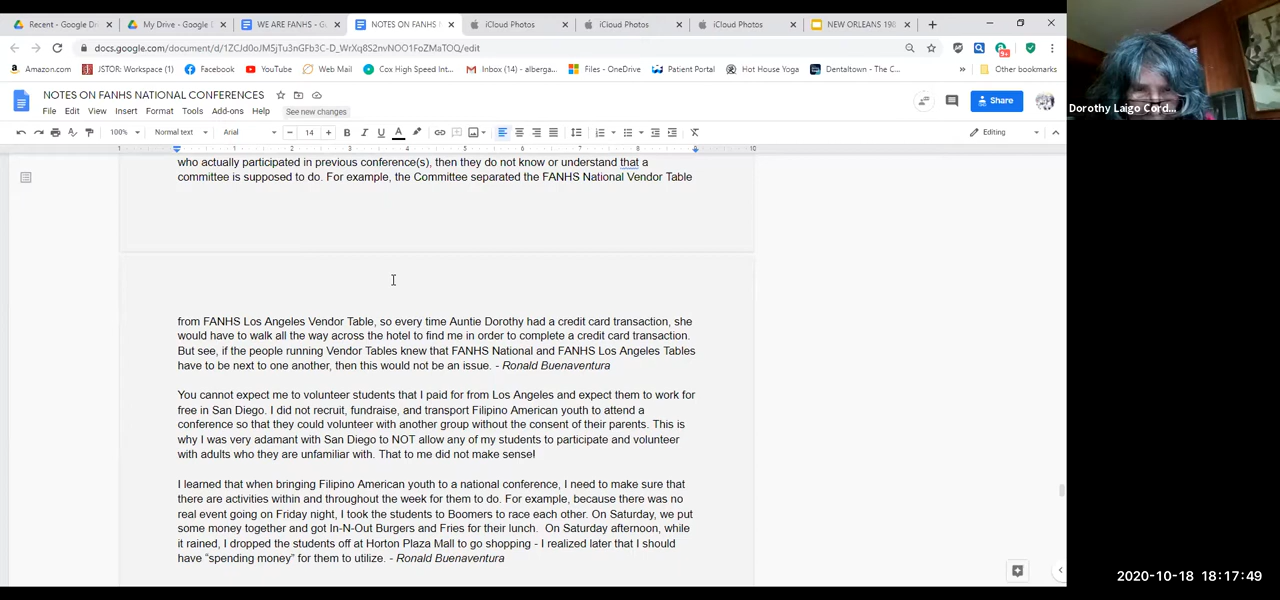 Recent - Google Dr
My Drive - Google D
WE ARE FANHS - G
NOTES ON FANHS
iCloud Photos
iCloud Photos
iCloud Photos
NEW ORLEANS 198
docs.google.com/document/d/1ZCJd0oJM5jTu3nGFb3C-D_WrXq8S2nvNOO1FoZMaTOQ/edit
Amazon.com
JSTOR: Workspace (1)
Facebook
YouTube
Web Mail
Cox High Speed Int...
Inbox (14) - alberga...
Files - OneDrive
Patient Portal
Hot House Yoga
Dentaltown - The C...
Other bookmarks
NOTES ON FANHS NATIONAL CONFERENCES
File Edit View Insert Format Tools Add-ons Help See new changes
Share
100% Normal text Arial 14 Editing
1 1 2 3 4 5 6 7 8 9 10
who actually participated in previous conference(s), then they do not know or understand that a
committee is supposed to do. For example, the Committee separated the FANHS National Vendor Table
from FANHS Los Angeles Vendor Table, so every time Auntie Dorothy had a credit card transaction, she
would have to walk all the way across the hotel to find me in order to complete a credit card transaction.
But see, if the people running Vendor Tables knew that FANHS National and FANHS Los Angeles Tables
have to be next to one another, then this would not be an issue. - Ronald Buenaventura
You cannot expect me to volunteer students that I paid for from Los Angeles and expect them to work for
free in San Diego. I did not recruit, fundraise, and transport Filipino American youth to attend a
conference so that they could volunteer with another group without the consent of their parents. This is
why I was very adamant with San Diego to NOT allow any of my students to participate and volunteer
with adults who they are unfamiliar with. That to me did not make sense!
I learned that when bringing Filipino American youth to a national conference, I need to make sure that
there are activities within and throughout the week for them to do. For example, because there was no
real event going on Friday night, I took the students to Boomers to race each other. On Saturday, we put
some money together and got In-N-Out Burgers and Fries for their lunch.  On Saturday afternoon, while
it rained, I dropped the students off at Horton Plaza Mall to go shopping - I realized later that I should
have “spending money” for them to utilize. - Ronald Buenaventura
Dorothy Laigo Cord...
2020-10-18 18:17:49